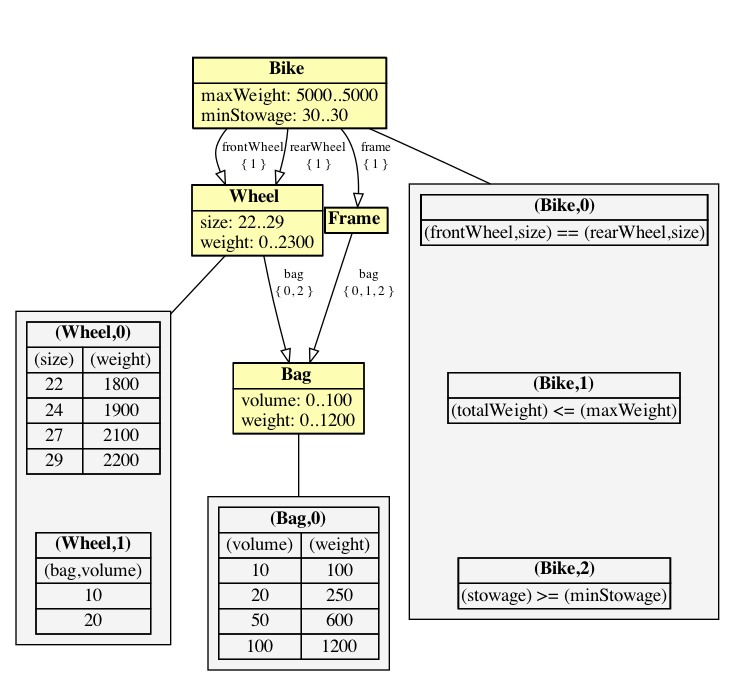 Bike
maxWeight: 5000..5000
minStowage: 30..30
frontWheel
{ 1 }
rearWheel
{ 1 }
frame
{ 1 }
Wheel
size: 22..29
weight: 0..2300
Frame
(Bike,0)
(frontWheel,size) == (rearWheel,size)
bag
{ 0, 2 }
bag
{ 0, 1, 2 }
(Wheel,0)
(size) (weight)
22 1800
24 1900
27 2100
29 2200
Bag
volume: 0..100
weight: 0..1200
(Bike,1)
(totalWeight) <= (maxWeight)
(Wheel,1)
(bag,volume)
10
20
(Bag,0)
(volume) (weight)
10 100
20 250
50 600
100 1200
(Bike,2)
(stowage) >= (minStowage)